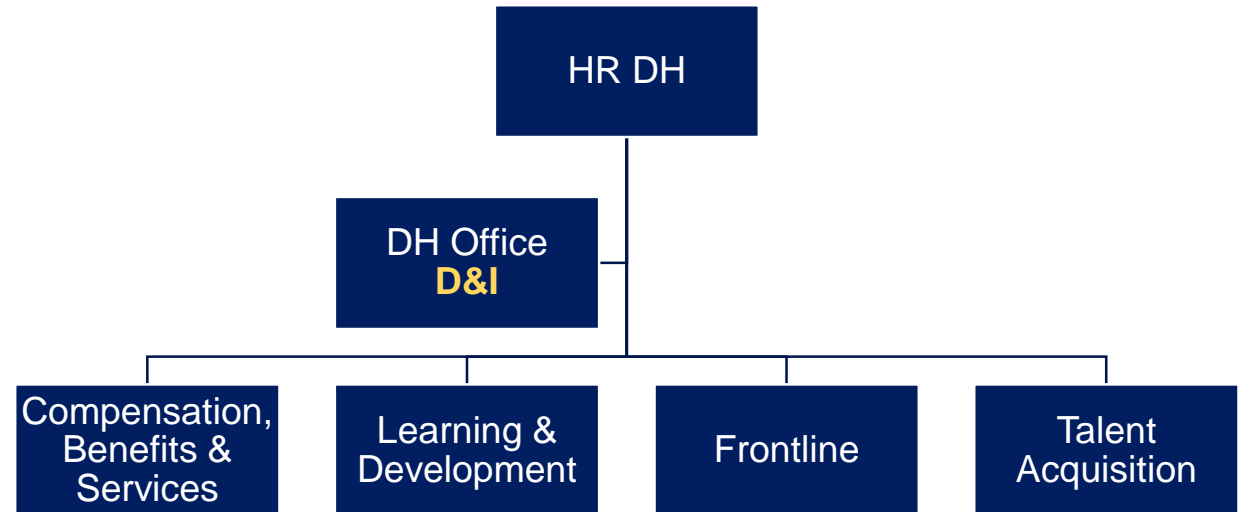 HR DH
DH Office
D&I
Compensation,
Benefits &
Services
Learning &
Development
Frontline
Talent
Acquisition